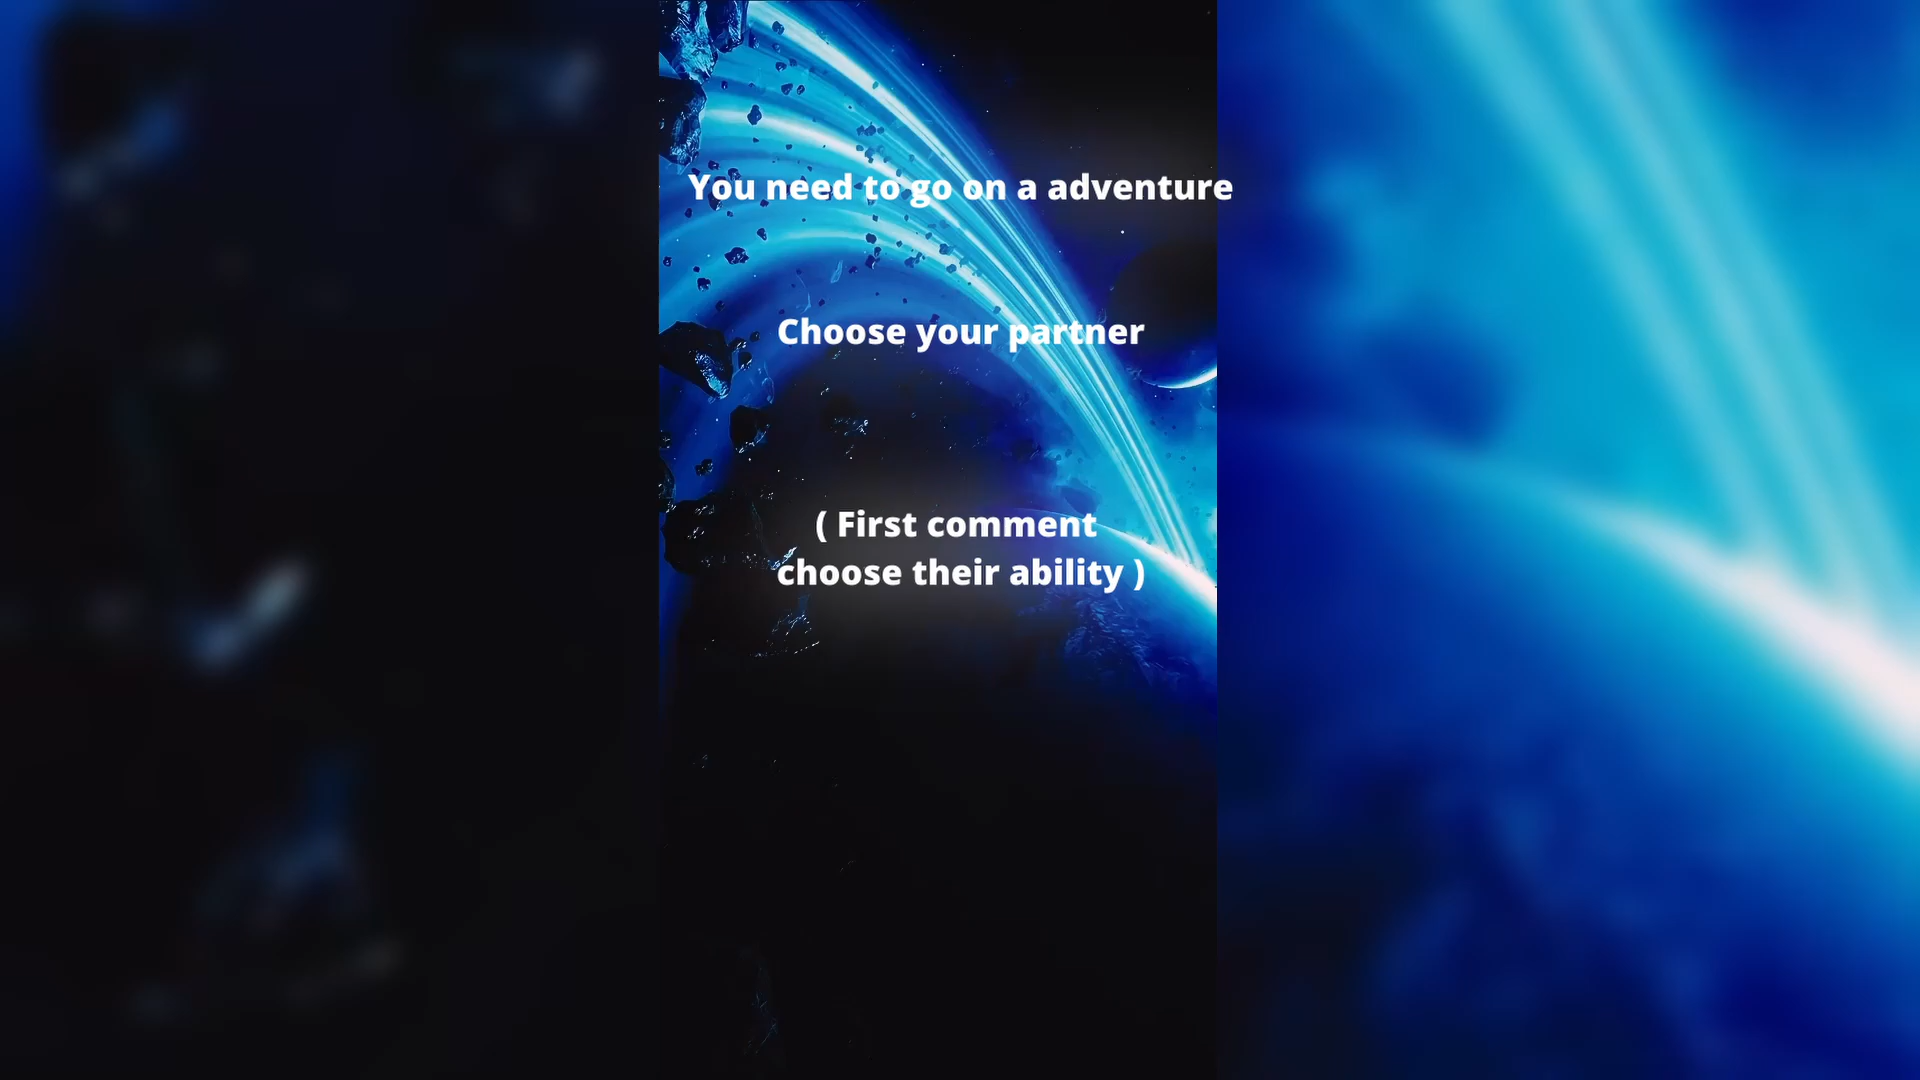 You need to go on a adventure
Choose your partner
( First comment
choose their ability )